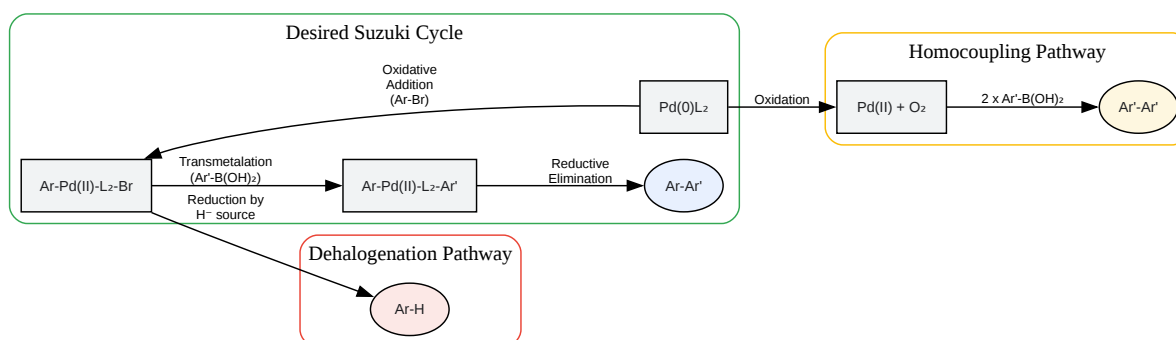 Desired Suzuki Cycle
Oxidative
Addition
(Ar-Br)
Pd(0)L₂
Oxidation
Homocoupling Pathway
Pd(II) + O₂
2 x Ar'-B(OH)₂
Ar'-Ar'
Ar-Pd(II)-L₂-Br
Transmetalation
(Ar'-B(OH)₂)
Ar-Pd(II)-L₂-Ar'
Reductive
Elimination
Ar-Ar'
Reduction by
H⁻ source
Dehalogenation Pathway
Ar-H